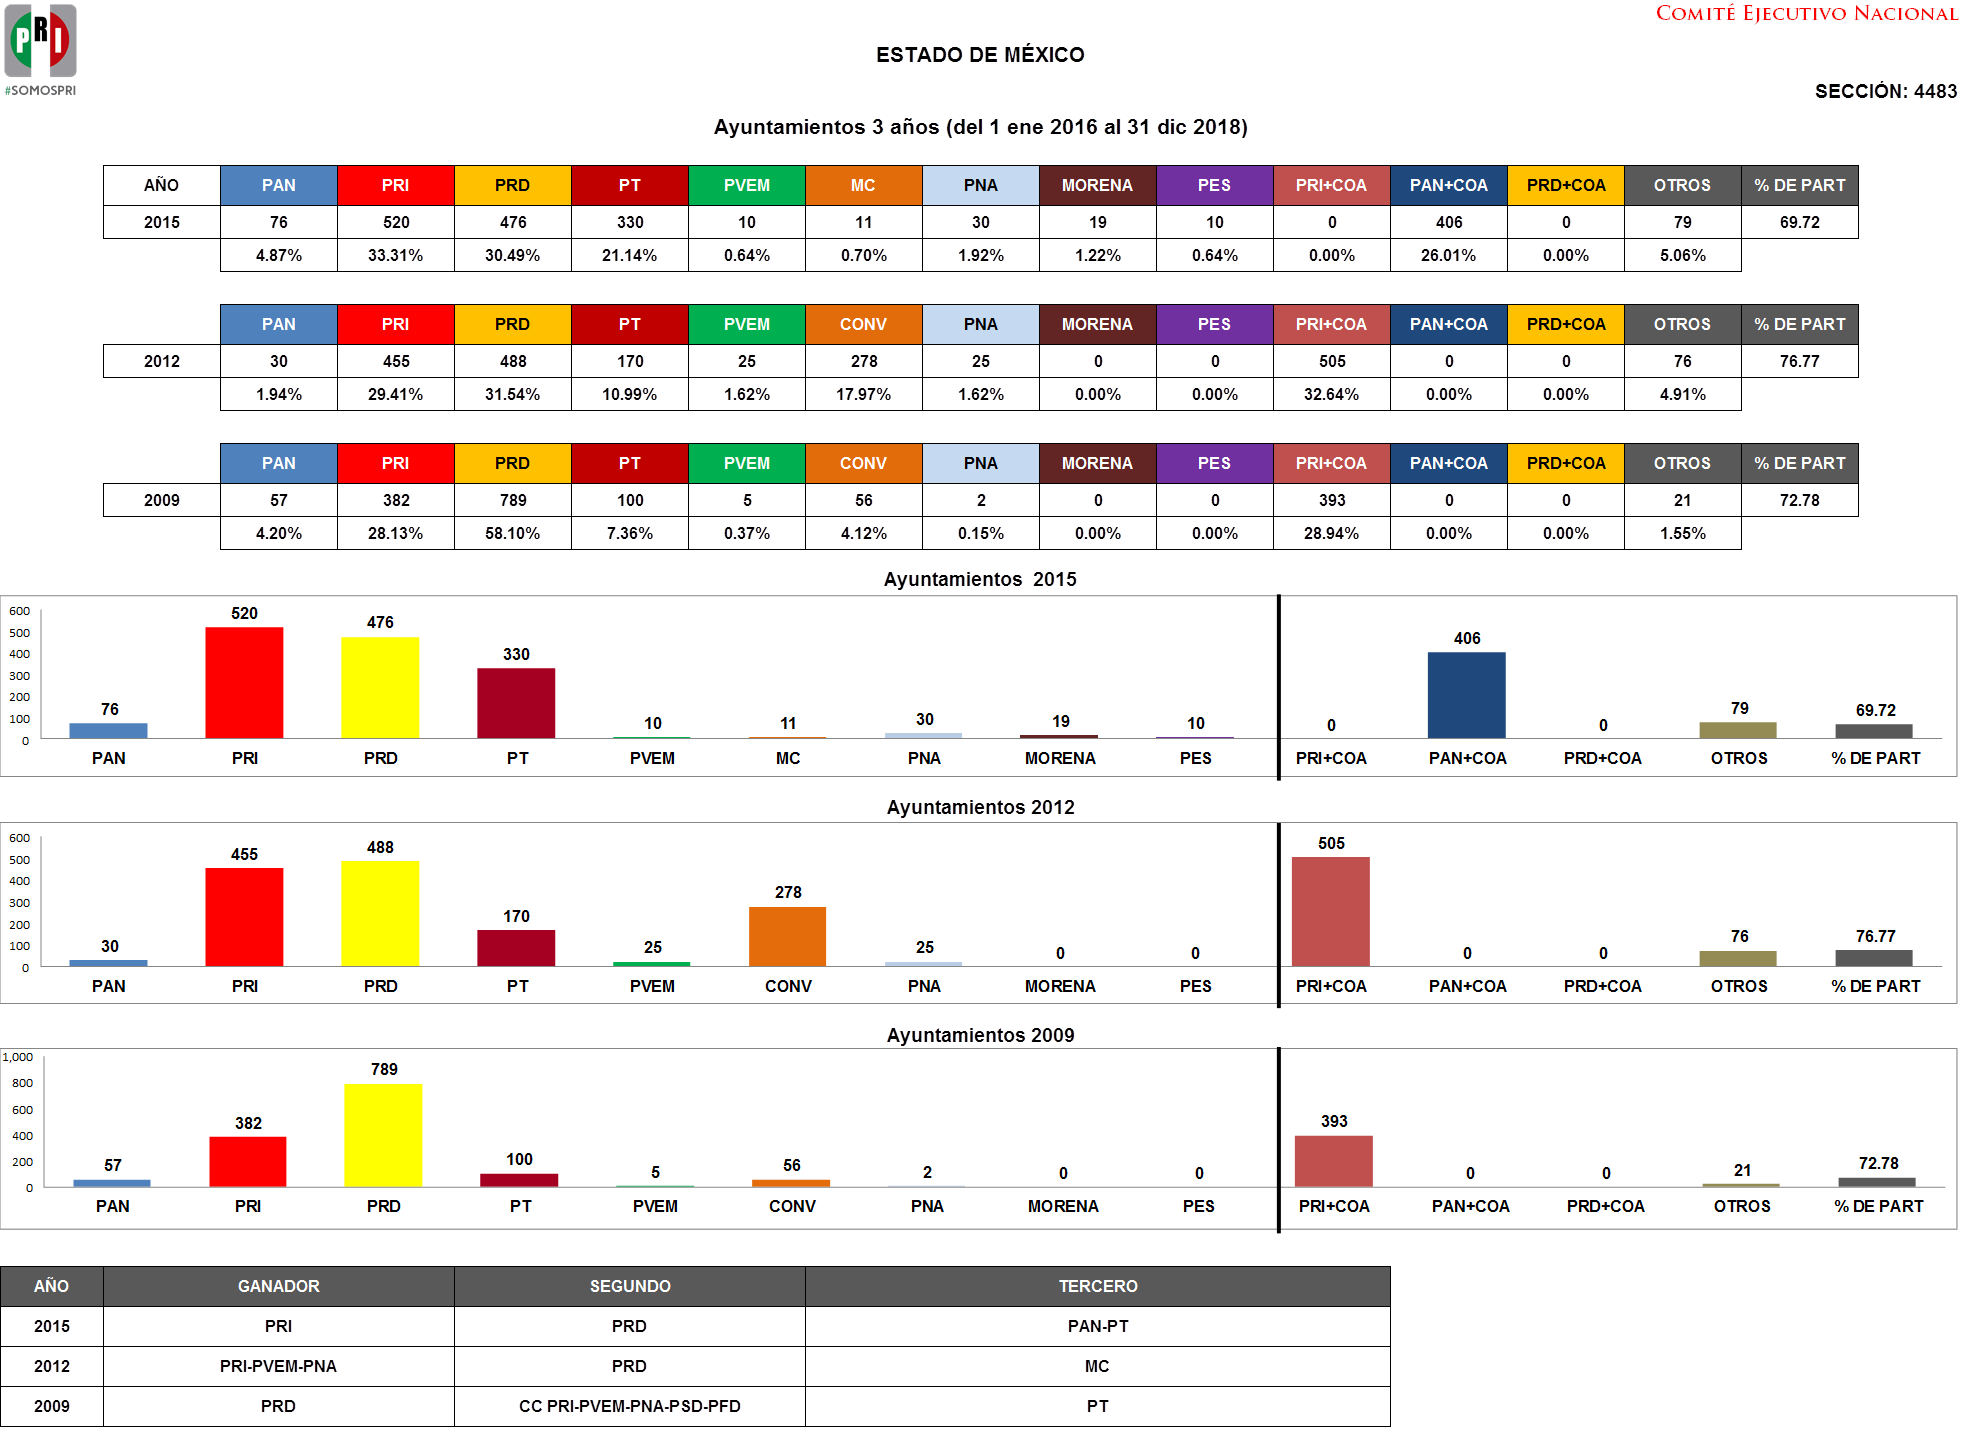 PRI
#SOMOSPRI
COMITÉ EJECUTIVO NACIONAL
ESTADO DE MÉXICO
SECCIÓN: 4483
Ayuntamientos 3 años (del 1 ene 2016 al 31 dic 2018)
AÑO PAN PRI PRD PT PVEM MC PNA MORENA PES PRI+COA PAN+COA PRD+COA OTROS % DE PART
2015 76 520 476 330 10 11 30 19 10 0 406 0 79 69.72
4.87% 33.31% 30.49% 21.14% 0.64% 0.70% 1.92% 1.22% 0.64% 0.00% 26.01% 0.00% 5.06%
PAN PRI PRD PT PVEM CONV PNA MORENA PES PRI+COA PAN+COA PRD+COA OTROS % DE PART
2012 30 455 488 170 25 278 25 0 0 505 0 0 76 76.77
1.94% 29.41% 31.54% 10.99% 1.62% 17.97% 1.62% 0.00% 0.00% 32.64% 0.00% 0.00% 4.91%
PAN PRI PRD PT PVEM CONV PNA MORENA PES PRI+COA PAN+COA PRD+COA OTROS % DE PART
2009 57 382 789 100 5 56 2 0 0 393 0 0 21 72.78
4.20% 28.13% 58.10% 7.36% 0.37% 4.12% 0.15% 0.00% 0.00% 28.94% 0.00% 0.00% 1.55%
Ayuntamientos 2015
600
500
400
300
200
100
0
76 520 476 330 10 11 30 19 10 0 406 0 79 69.72
PAN PRI PRD PT PVEM MC PNA MORENA PES PRI+COA PAN+COA PRD+COA OTROS % DE PART
Ayuntamientos 2012
600
500
400
300
200
100
0
30 455 488 170 25 278 25 0 0 505 0 0 76 76.77
PAN PRI PRD PT PVEM CONV PNA MORENA PES PRI+COA PAN+COA PRD+COA OTROS % DE PART
Ayuntamientos 2009
1,000
800
600
400
200
0
57 382 789 100 5 56 2 0 0 393 0 0 21 72.78
PAN PRI PRD PT PVEM CONV PNA MORENA PES PRI+COA PAN+COA PRD+COA OTROS % DE PART
AÑO GANADOR SEGUNDO TERCERO
2015 PRI PRD PAN-PT
2012 PRI-PVEM-PNA PRD MC
2009 PRD CC PRI-PVEM-PNA-PSD-PFD PT